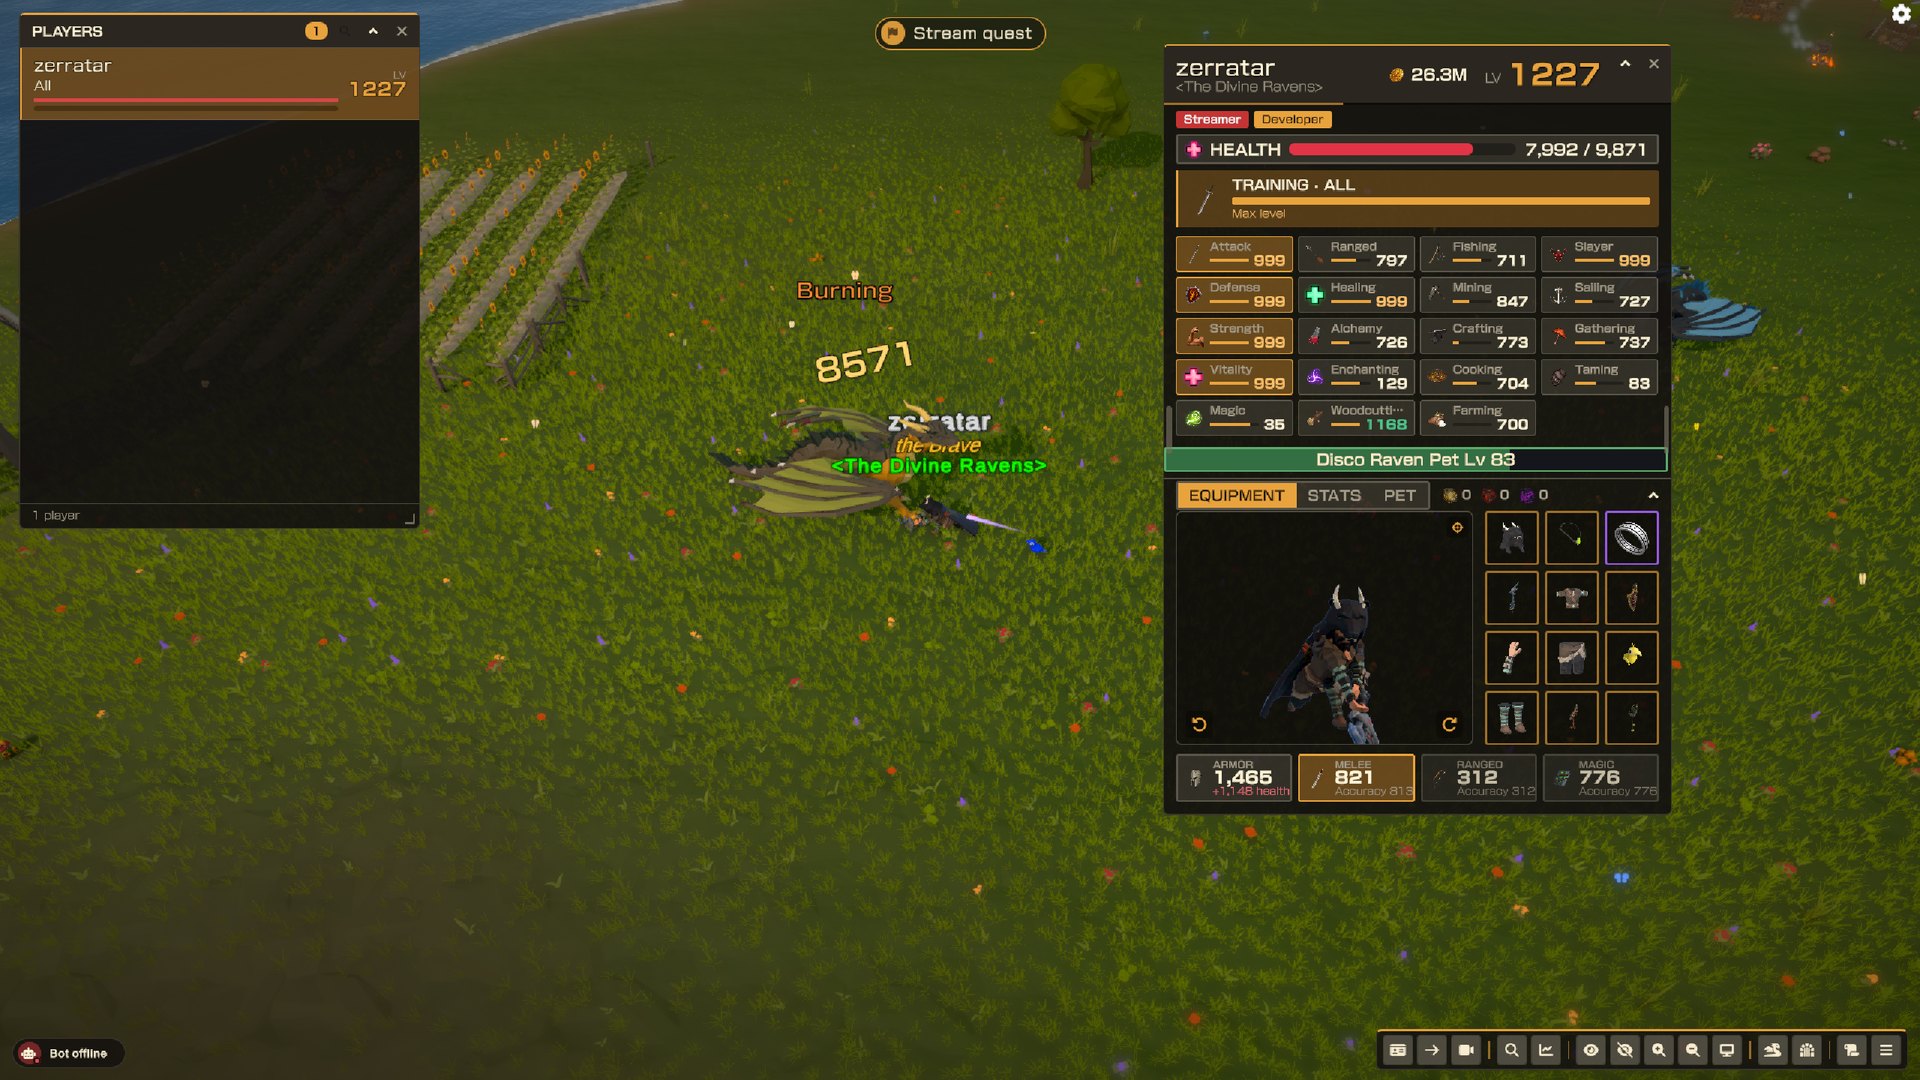 PLAYERS
1
zerratar
All
LV
1227
1 player
Stream quest
Burning
8571
zerratar
the Brave
<The Divine Ravens>
zerratar
<The Divine Ravens>
26.3M
LV 1227
Streamer
Developer
HEALTH
7,992 / 9,871
TRAINING · ALL
Max level
Attack 999
Ranged 797
Fishing 711
Slayer 999
Defense 999
Healing 999
Mining 847
Sailing 727
Strength 999
Alchemy 726
Crafting 773
Gathering 737
Vitality 999
Enchanting 129
Cooking 704
Taming 83
Magic 35
Woodcutti··· 1168
Farming 700
Disco Raven Pet Lv 83
EQUIPMENT
STATS
PET
0
0
0
ARMOR
1,465
+1,148 health
MELEE
821
Accuracy 813
RANGED
312
Accuracy 312
MAGIC
776
Accuracy 776
Bot offline